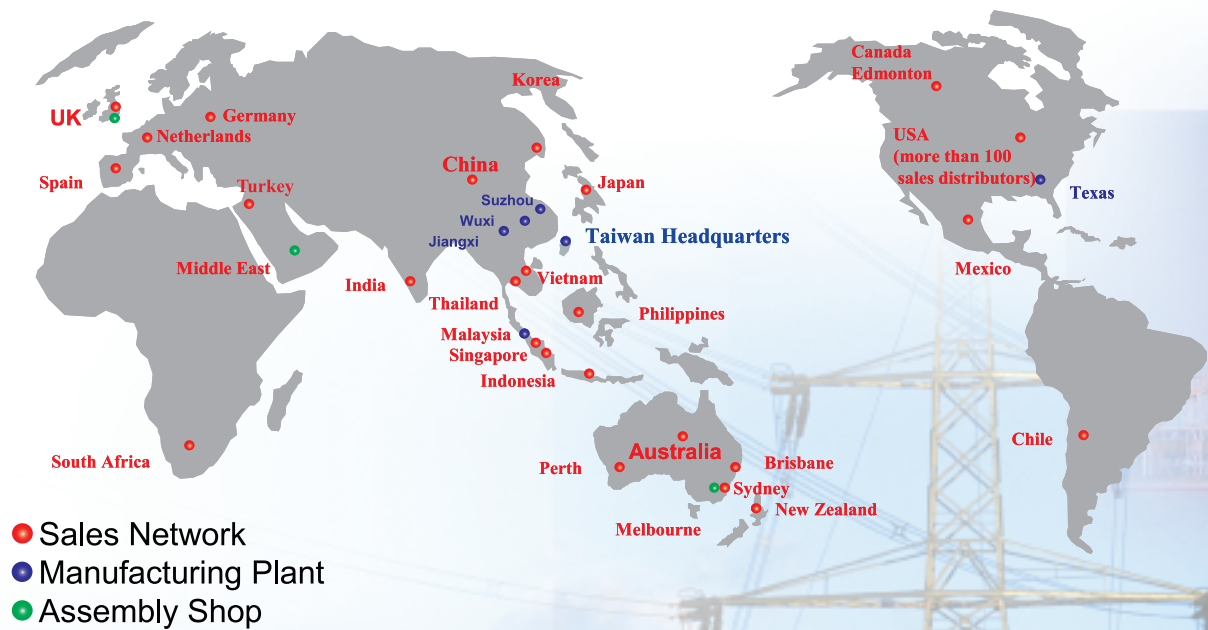 Canada
Edmonton
Korea
UK
Germany
Netherlands
USA
(more than 100
sales distributors)
China
Spain
Turkey
Japan
Texas
Suzhou
Wuxi
Jiangxi
Taiwan Headquarters
Middle East
Mexico
India
Vietnam
Thailand
Philippines
Malaysia
Singapore
Indonesia
Chile
Australia
South Africa
Perth
Brisbane
Sydney
New Zealand
Melbourne
Sales Network
Manufacturing Plant
Assembly Shop